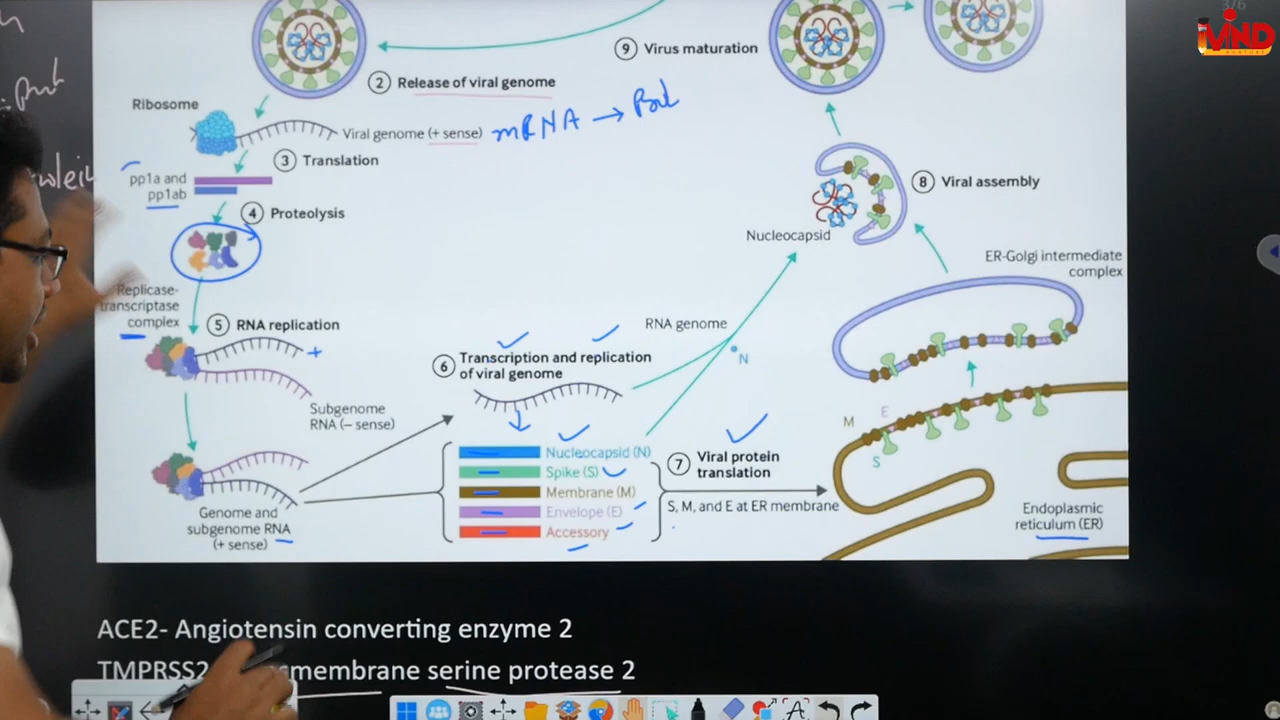 3/6
iMIND
② Release of viral genome
⑨ Virus maturation
Ribosome
Viral genome (+ sense)
mRNA →
③ Translation
pp1a and
pp1ab
④ Proteolysis
⑧ Viral assembly
Nucleocapsid
ER-Golgi intermediate
complex
Replicase-
transcriptase
complex
⑤ RNA replication
+
RNA genome
N
⑥ Transcription and replication
of viral genome
Subgenome
RNA (– sense)
Nucleocapsid (N)
Spike (S)
Membrane (M)
Envelope (E)
Accessory
⑦ Viral protein
translation
S, M, and E at ER membrane
M
E
S
Endoplasmic
reticulum (ER)
Genome and
subgenome RNA
(+ sense)
ACE2- Angiotensin converting enzyme 2
TMPRSS2 smembrane serine protease 2